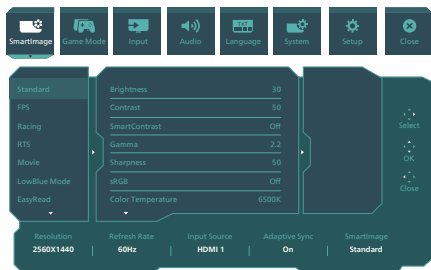 SmartImage
Game Mode
Input
Audio
TXT
Language
System
Setup
Close
Standard
FPS
Racing
RTS
Movie
LowBlue Mode
EasyRead
Brightness 30
Contrast 50
SmartContrast Off
Gamma 2.2
Sharpness 50
sRGB Off
Color Temperature 6500K
Select
OK
Close
Resolution Refresh Rate Input Source Adaptive Sync SmartImage
2560X1440 60Hz HDMI 1 On Standard